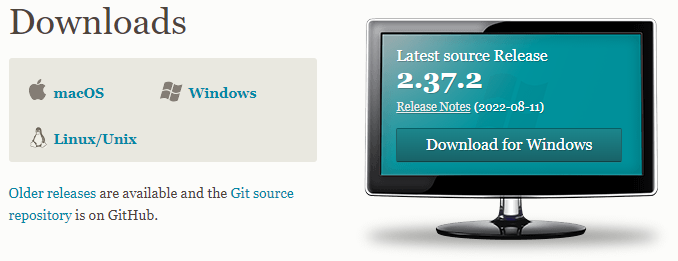 Downloads
macOS
Windows
Linux/Unix
Older releases are available and the Git source
repository is on GitHub.
Latest source Release
2.37.2
Release Notes (2022-08-11)
Download for Windows